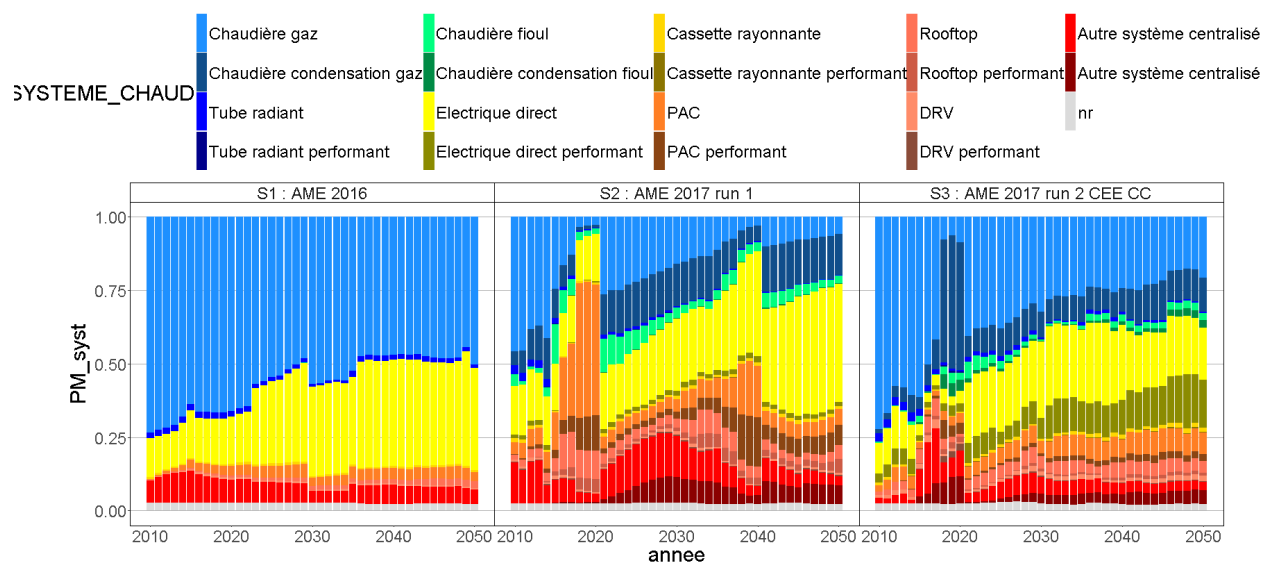 Chaudière gaz Chaudière fioul Cassette rayonnante Rooftop Autre système centralisé
Chaudière condensation gaz Chaudière condensation fioul Cassette rayonnante performant Rooftop performant Autre système centralisé
SYSTEME_CHAUD
Tube radiant Electrique direct PAC DRV nr
Tube radiant performant Electrique direct performant PAC performant DRV performant
S1 : AME 2016 S2 : AME 2017 run 1 S3 : AME 2017 run 2 CEE CC
1.00
0.75
PM_syst
0.50
0.25
0.00
2010 2020 2030 2040 2050 2010 2020 2030 2040 2050 2010 2020 2030 2040 2050
annee